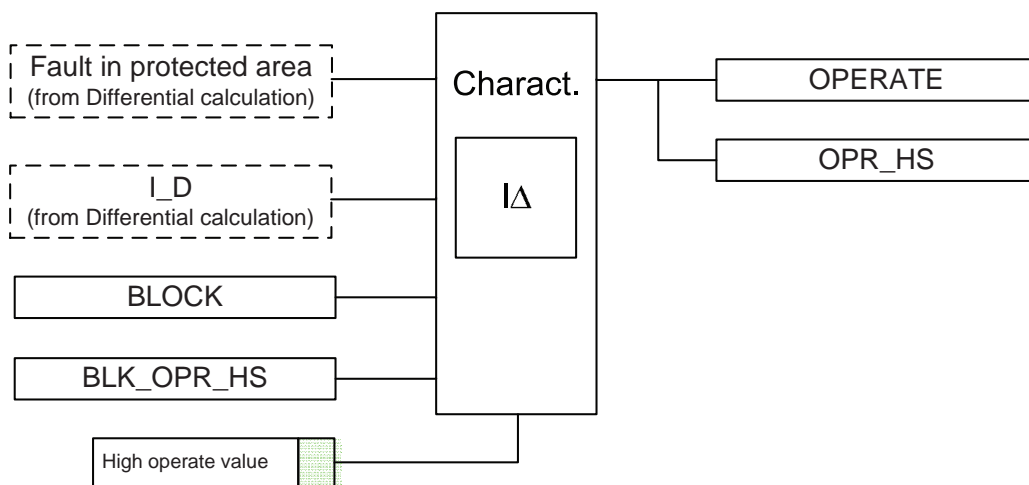 Fault in protected area
(from Differential calculation)
I_D
(from Differential calculation)
BLOCK
BLK_OPR_HS
High operate value
Charact.
I∆
OPERATE
OPR_HS